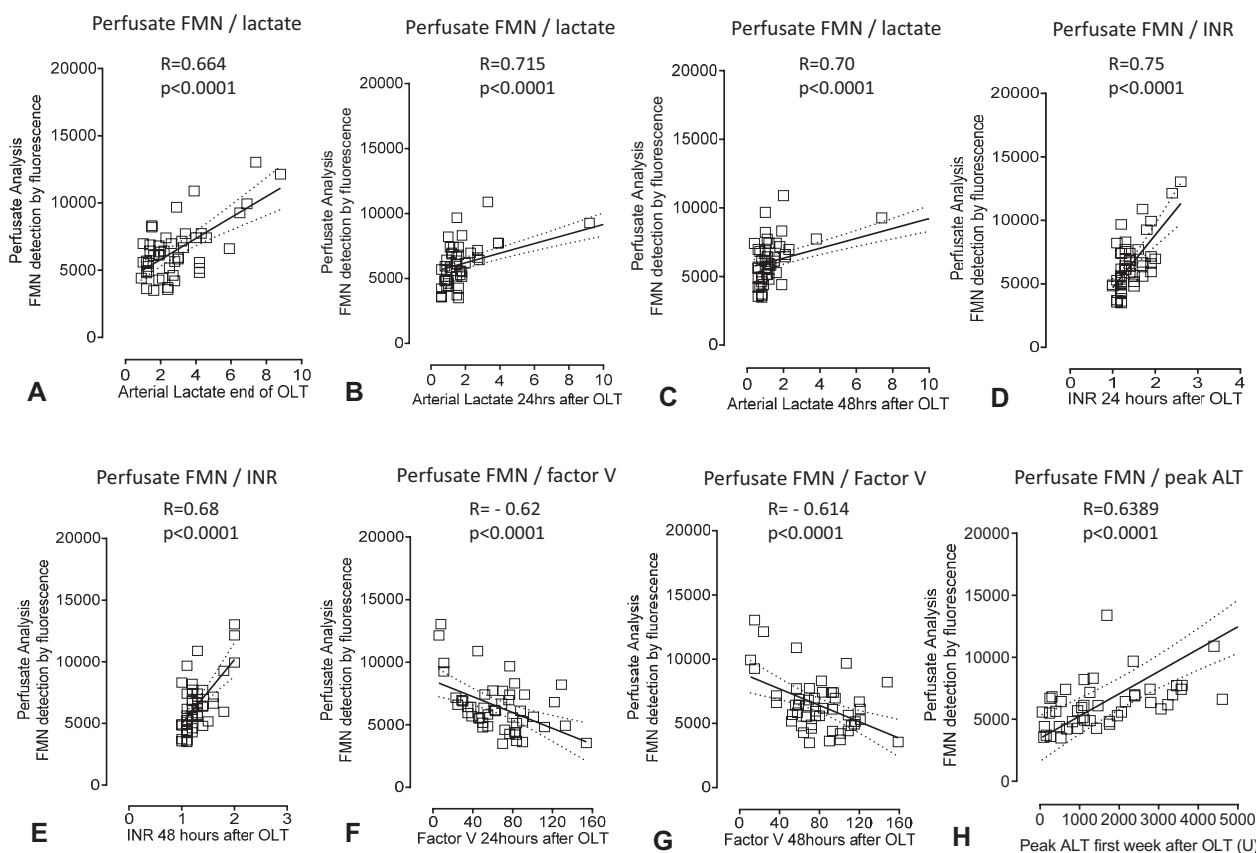 Perfusate FMN / lactate
R=0.664
p<0.0001
Perfusate Analysis
FMN detection by fluorescence
20000
15000
10000
5000
0
0 2 4 6 8 10
Arterial Lactate end of OLT
A
Perfusate FMN / lactate
R=0.715
p<0.0001
Perfusate Analysis
FMN detection by fluorescence
20000
15000
10000
5000
0
0 2 4 6 8 10
Arterial Lactate 24hrs after OLT
B
Perfusate FMN / lactate
R=0.70
p<0.0001
Perfusate Analysis
FMN detection by fluorescence
20000
15000
10000
5000
0
0 2 4 6 8 10
Arterial Lactate 48hrs after OLT
C
Perfusate FMN / INR
R=0.75
p<0.0001
Perfusate Analysis
FMN detection by fluorescence
20000
15000
10000
5000
0
0 1 2 3 4
INR 24 hours after OLT
D
Perfusate FMN / INR
R=0.68
p<0.0001
Perfusate Analysis
FMN detection by fluorescence
20000
15000
10000
5000
0
0 1 2 3
INR 48 hours after OLT
E
Perfusate FMN / factor V
R= - 0.62
p<0.0001
Perfusate Analysis
FMN detection by fluorescence
20000
15000
10000
5000
0
0 40 80 120 160
Factor V 24hours after OLT
F
Perfusate FMN / Factor V
R= - 0.614
p<0.0001
Perfusate Analysis
FMN detection by fluorescence
20000
15000
10000
5000
0
0 40 80 120 160
Factor V 48hours after OLT
G
Perfusate FMN / peak ALT
R=0.6389
p<0.0001
Perfusate Analysis
FMN detection by fluorescence
20000
15000
10000
5000
0
0 1000 2000 3000 4000 5000
Peak ALT first week after OLT (U)
H